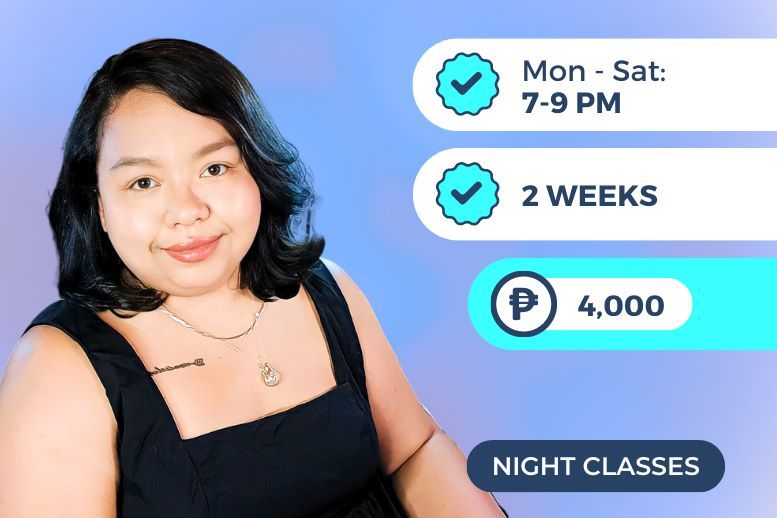 Mon - Sat:
7-9 PM
2 WEEKS
₱ 4,000
NIGHT CLASSES